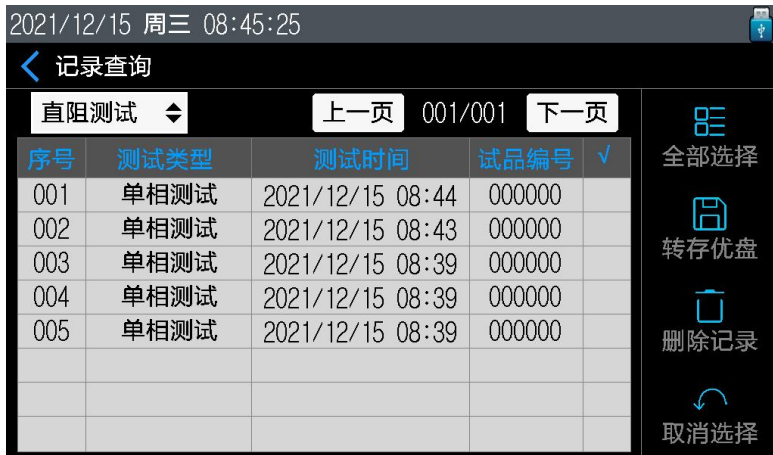 2021/12/15 周三 08:45:25
记录查询
直阻测试 上一页 001/001 下一页
序号 测试类型 测试时间 试品编号 √
001 单相测试 2021/12/15 08:44 000000
002 单相测试 2021/12/15 08:43 000000
003 单相测试 2021/12/15 08:39 000000
004 单相测试 2021/12/15 08:39 000000
005 单相测试 2021/12/15 08:39 000000
全部选择
转存优盘
删除记录
取消选择